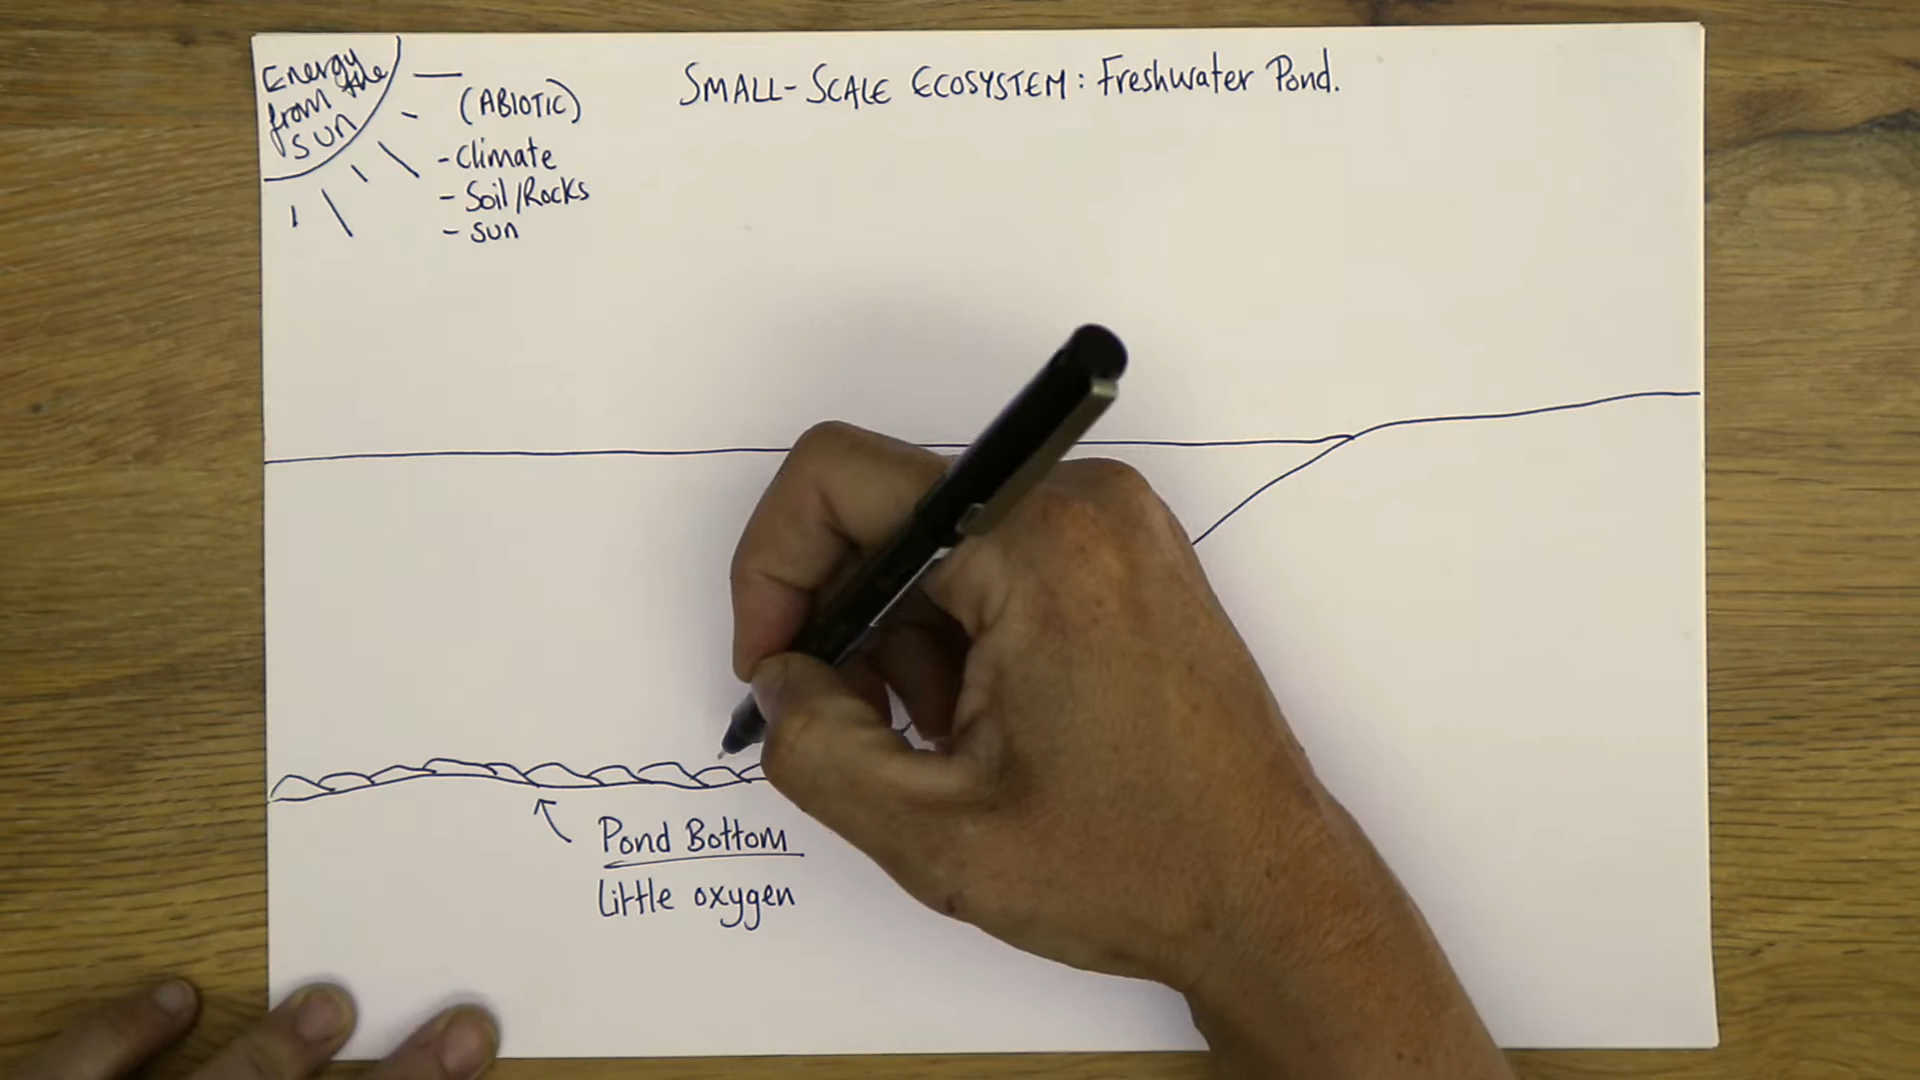 Energy
from the
sun
(ABIOTIC)
- Climate
- Soil/Rocks
- Sun
SMALL-SCALE ECOSYSTEM: Freshwater Pond.
Pond Bottom
Little oxygen